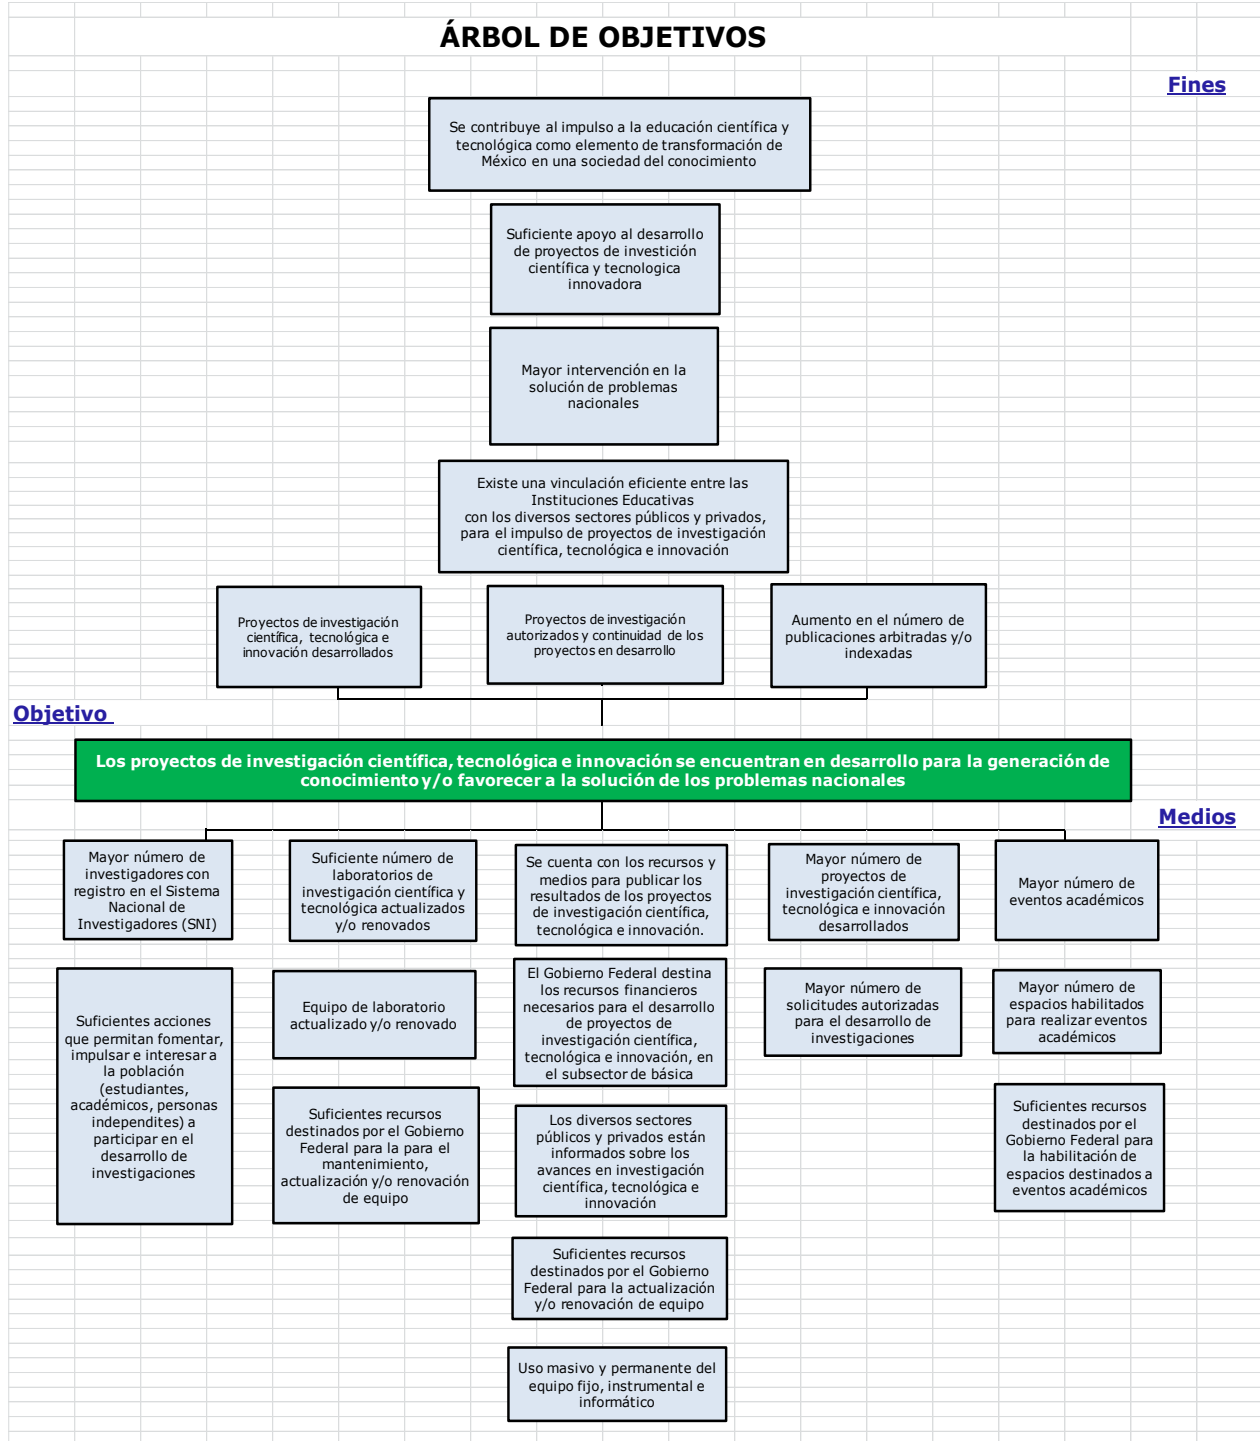 ÁRBOL DE OBJETIVOS
Fines
Se contribuye al impulso a la educación científica y
tecnológica como elemento de transformación de
México en una sociedad del conocimiento
Suficiente apoyo al desarrollo
de proyectos de investición
científica y tecnologica
innovadora
Mayor intervención en la
solución de problemas
nacionales
Existe una vinculación eficiente entre las
Instituciones Educativas
con los diversos sectores públicos y privados,
para el impulso de proyectos de investigación
científica, tecnológica e innovación
Proyectos de investigación
científica, tecnológica e
innovación desarrollados
Proyectos de investigación
autorizados y continuidad de los
proyectos en desarrollo
Aumento en el número de
publicaciones arbitradas y/o
indexadas
Objetivo
Los proyectos de investigación científica, tecnológica e innovación se encuentran en desarrollo para la generación de
conocimiento y/o favorecer a la solución de los problemas nacionales
Medios
Mayor número de
investigadores con
registro en el Sistema
Nacional de
Investigadores (SNI)
Suficiente número de
laboratorios de
investigación científica y
tecnológica actualizados
y/o renovados
Se cuenta con los recursos y
medios para publicar los
resultados de los proyectos
de investigación científica,
tecnológica e innovación.
Mayor número de
proyectos de
investigación científica,
tecnológica e innovación
desarrollados
Mayor número de
eventos académicos
Suficientes acciones
que permitan fomentar,
impulsar e interesar a
la población
(estudiantes,
académicos, personas
independites) a
participar en el
desarrollo de
investigaciones
Equipo de laboratorio
actualizado y/o renovado
El Gobierno Federal destina
los recursos financieros
necesarios para el desarrollo
de proyectos de
investigación científica,
tecnológica e innovación, en
el subsector de básica
Mayor número de
solicitudes autorizadas
para el desarrollo de
investigaciones
Mayor número de
espacios habilitados
para realizar eventos
académicos
Suficientes recursos
destinados por el Gobierno
Federal para la para el
mantenimiento,
actualización y/o renovación
de equipo
Los diversos sectores
públicos y privados están
informados sobre los
avances en investigación
científica, tecnológica e
innovación
Suficientes recursos
destinados por el
Gobierno Federal para
la habilitación de
espacios destinados a
eventos académicos
Suficientes recursos
destinados por el Gobierno
Federal para la actualización
y/o renovación de equipo
Uso masivo y permanente del
equipo fijo, instrumental e
informático